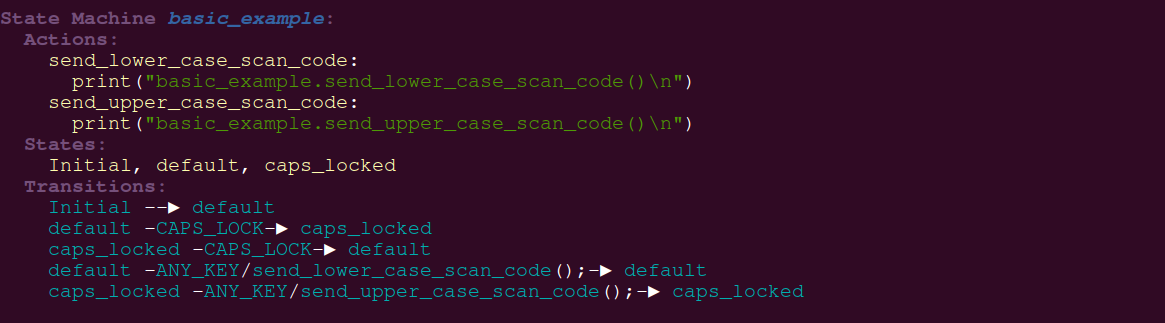 State Machine basic_example:
  Actions:
    send_lower_case_scan_code:
      print("basic_example.send_lower_case_scan_code()\n")
    send_upper_case_scan_code:
      print("basic_example.send_upper_case_scan_code()\n")
  States:
    Initial, default, caps_locked
  Transitions:
    Initial --► default
    default -CAPS_LOCK-► caps_locked
    caps_locked -CAPS_LOCK-► default
    default -ANY_KEY/send_lower_case_scan_code();-► default
    caps_locked -ANY_KEY/send_upper_case_scan_code();-► caps_locked